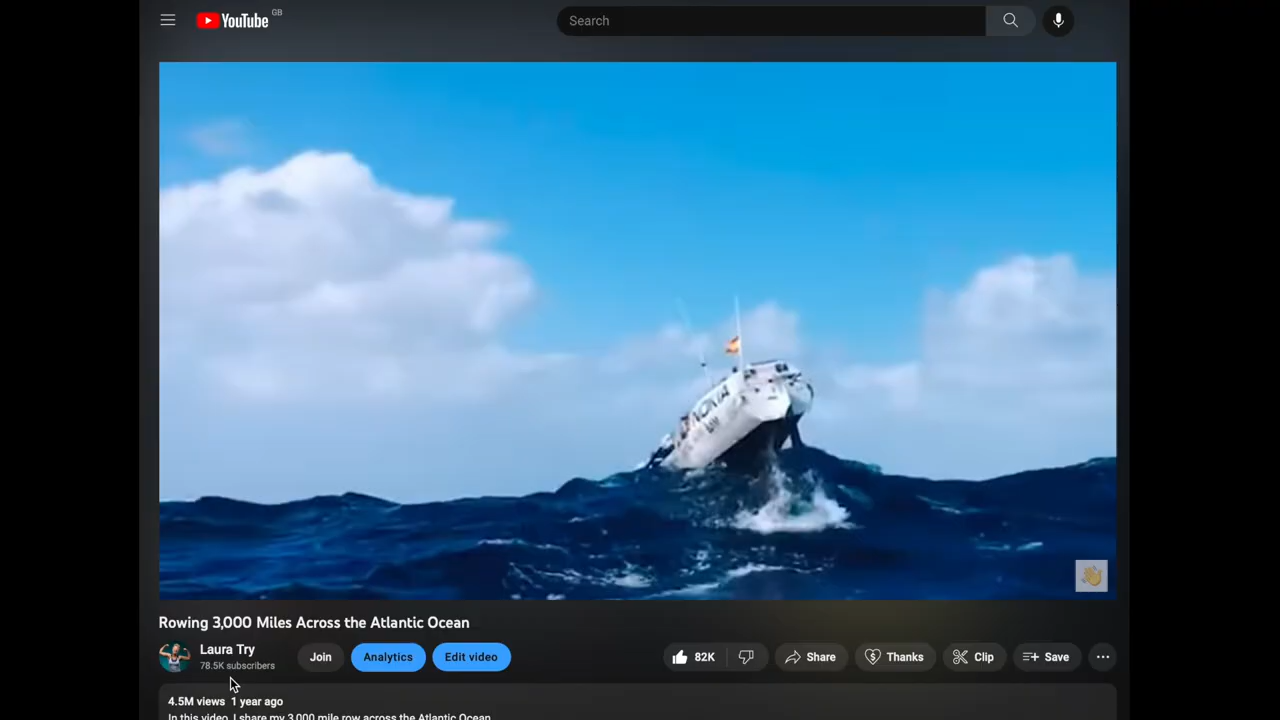 YouTube GB
Search
NOKIA
Rowing 3,000 Miles Across the Atlantic Ocean
Laura Try
78.5K subscribers
Join
Analytics
Edit video
82K
Share
Thanks
Clip
Save
4.5M views 1 year ago
In this video, I share my 3,000 mile row across the Atlantic Ocean